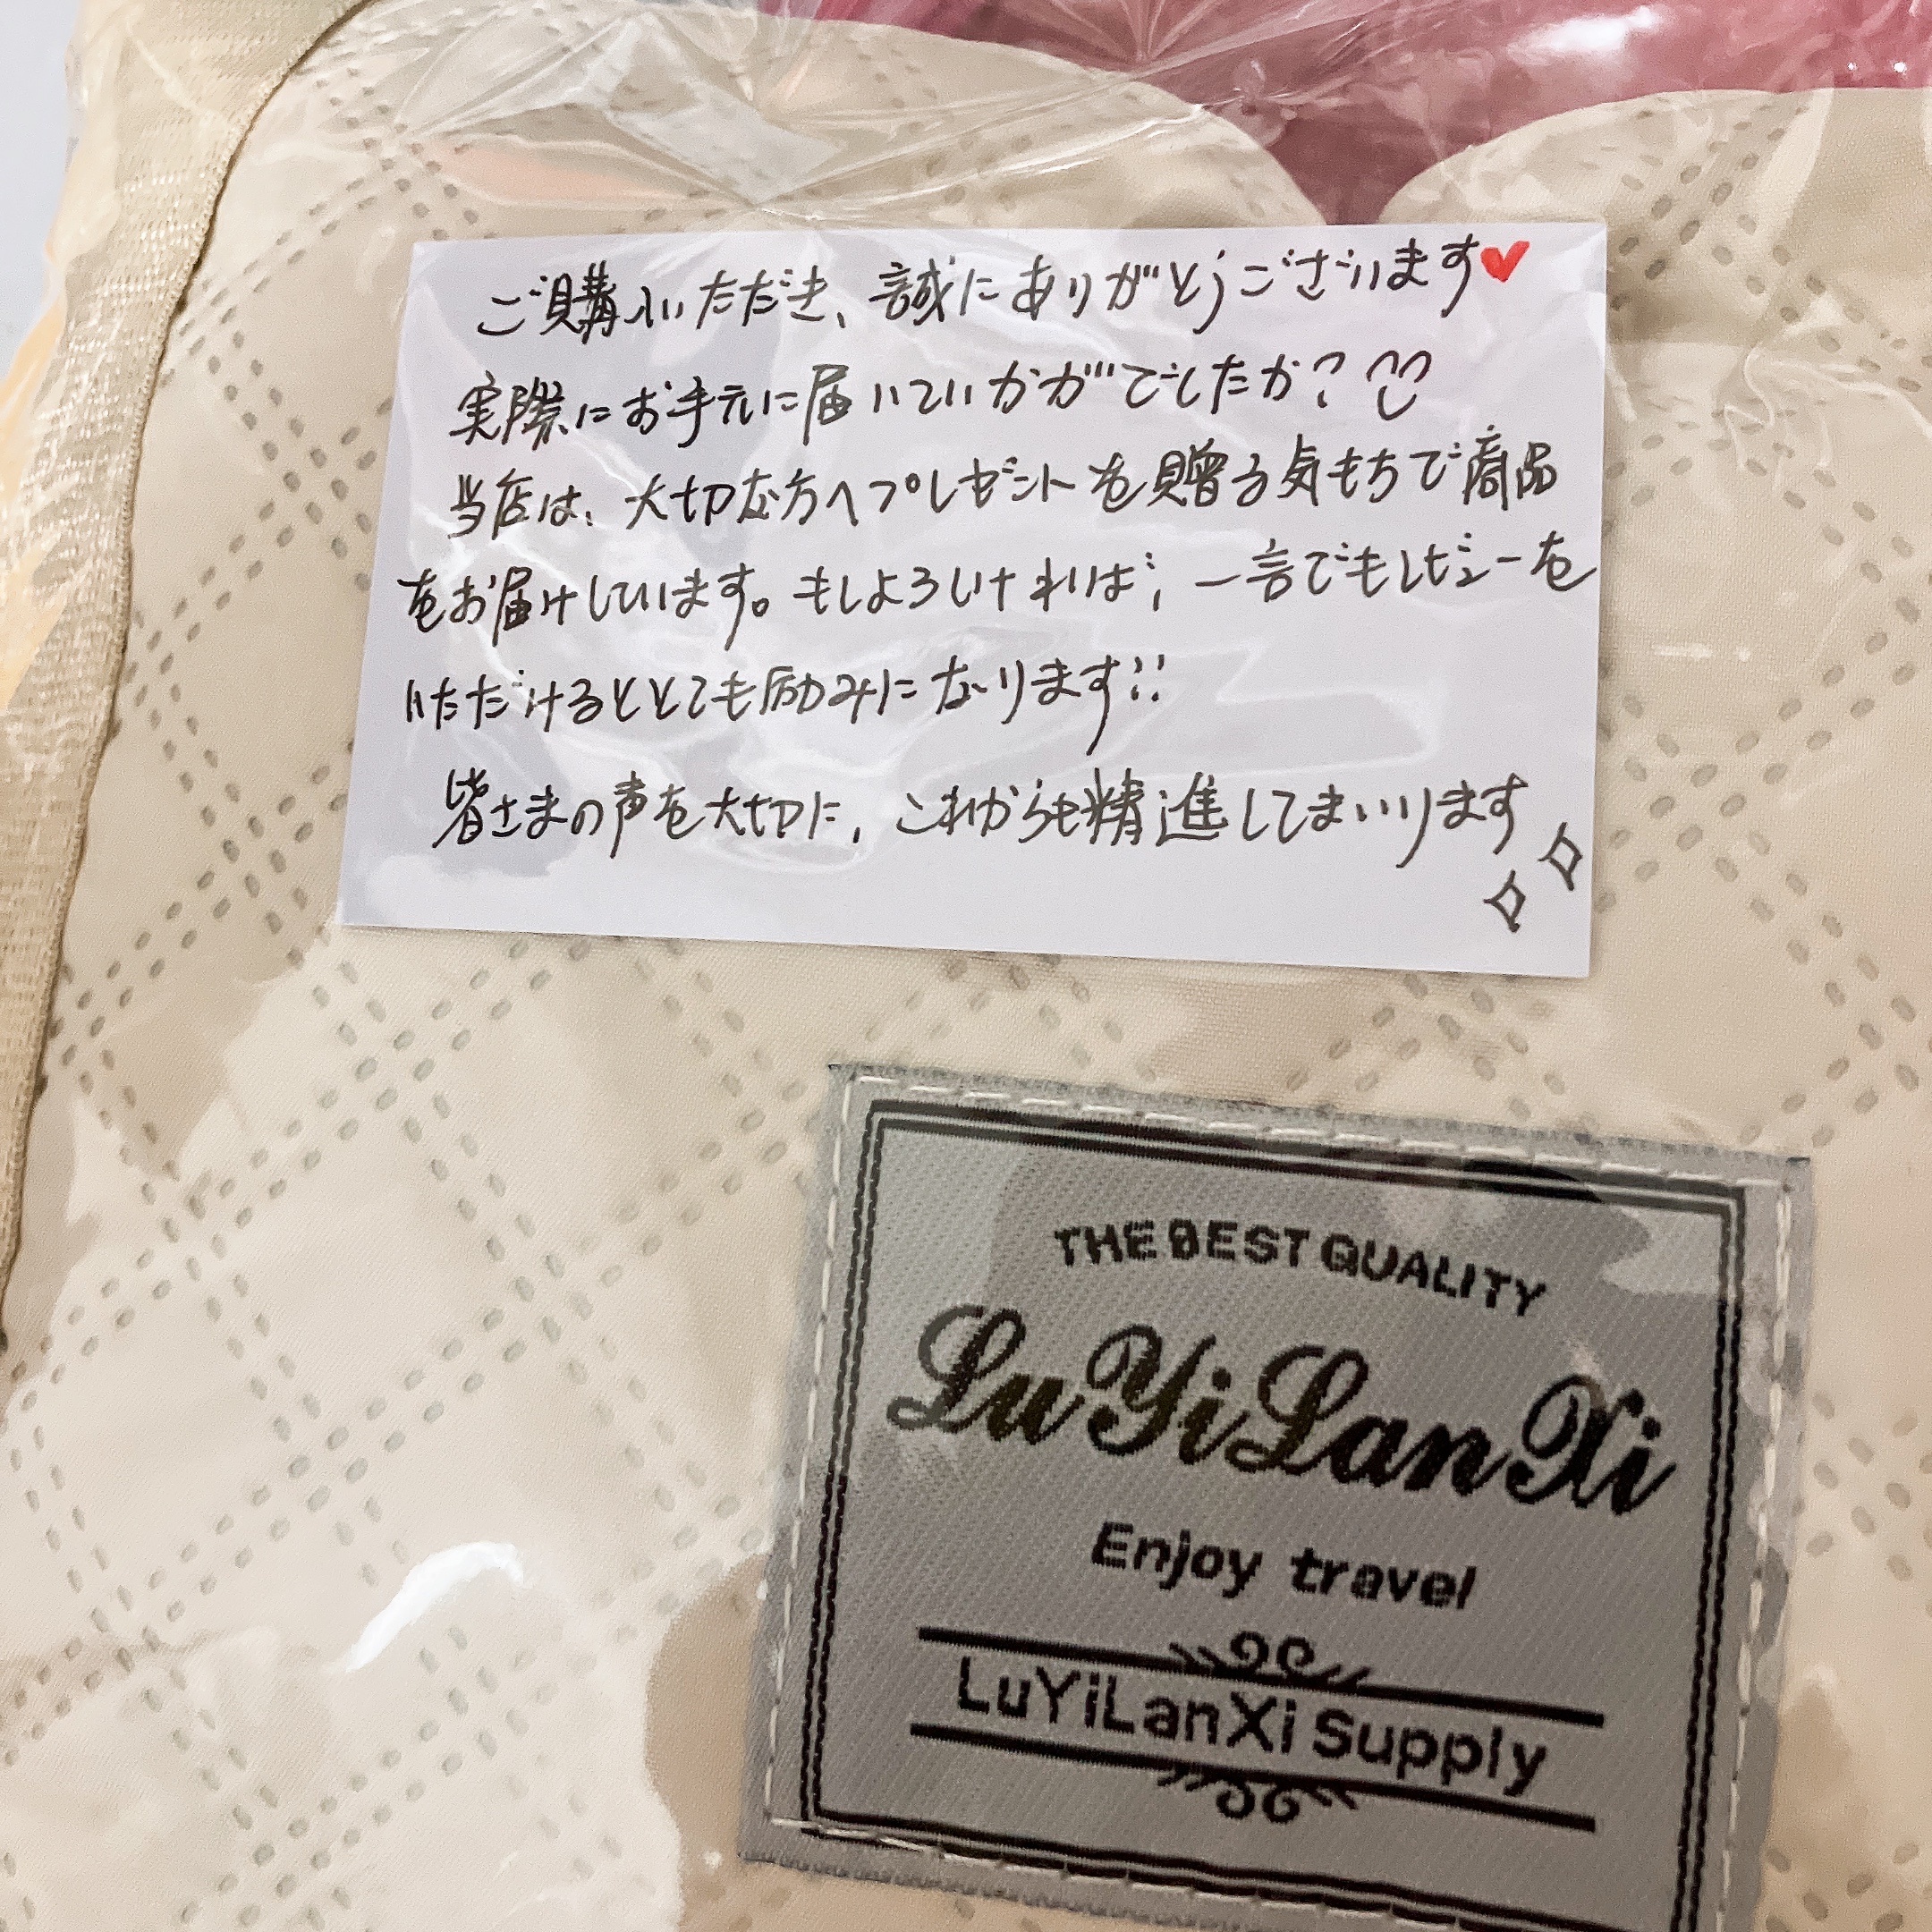 ご購入いただき、誠にありがとうございます♥
実際にお手元に届いていかがでしたか?
当店は、大切な方へプレゼントを贈る気もちで商品
をお届けしています。もしよろしければ、一言でもレビューを
いただけるととても励みになります!!
皆さまの声を大切に、これからも精進してまいります
THE BEST QUALITY
LuYiLanXi
Enjoy travel
LuYiLanXi Supply